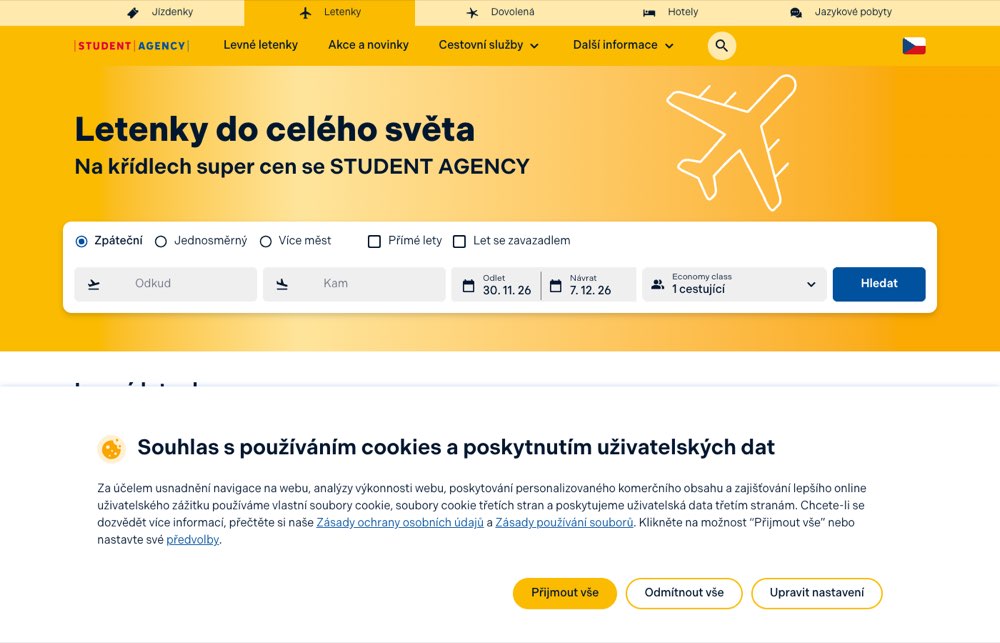 Jízdenky
Letenky
Dovolená
Hotely
Jazykové pobyty
STUDENT AGENCY
Levné letenky
Akce a novinky
Cestovní služby
Další informace
Letenky do celého světa
Na křídlech super cen se STUDENT AGENCY
Zpáteční
Jednosměrný
Více měst
Přímé lety
Let se zavazadlem
Odkud
Kam
Odlet
30. 11. 26
Návrat
7. 12. 26
Economy class
1 cestující
Hledat
Souhlas s používáním cookies a poskytnutím uživatelských dat
Za účelem usnadnění navigace na webu, analýzy výkonnosti webu, poskytování personalizovaného komerčního obsahu a zajišťování lepšího online
uživatelského zážitku používáme vlastní soubory cookie, soubory cookie třetích stran a poskytujeme uživatelská data třetím stranám. Chcete-li se
dozvědět více informací, přečtěte si naše Zásady ochrany osobních údajů a Zásady používání souborů. Klikněte na možnost “Přijmout vše” nebo
nastavte své předvolby.
Přijmout vše
Odmítnout vše
Upravit nastavení